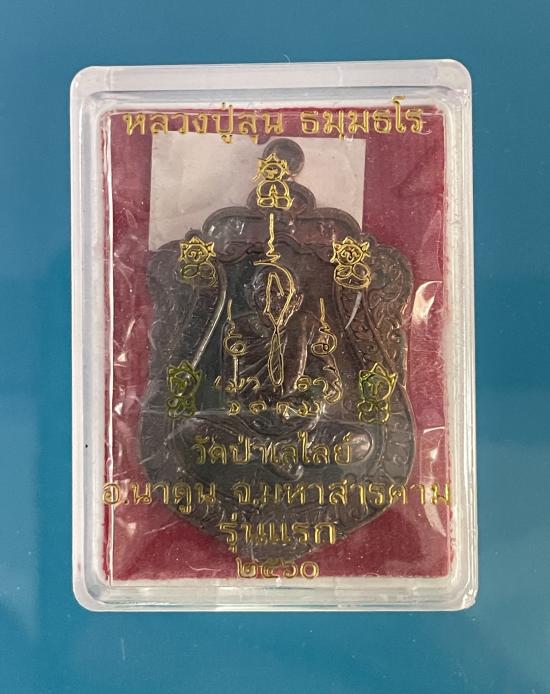 หลวงปู่ลุน ธมฺมธโร
วัดป่าเลไลย์
อ.นาดูน จ.มหาสารคาม
รุ่นแรก
๒๕๖๐